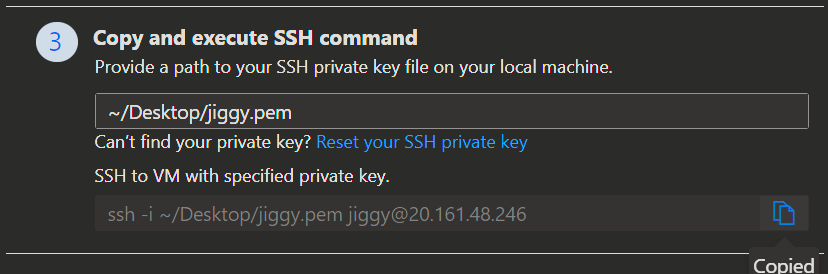 3
Copy and execute SSH command
Provide a path to your SSH private key file on your local machine.
~/Desktop/jiggy.pem
Can't find your private key? Reset your SSH private key
SSH to VM with specified private key.
ssh -i ~/Desktop/jiggy.pem jiggy@20.161.48.246
Copied